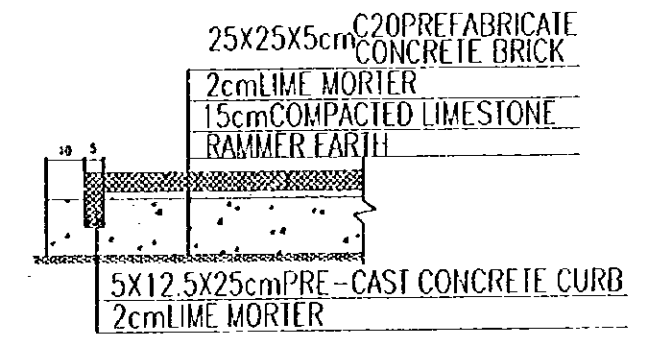 25X25X5cm C20PREFABRICATE
CONCRETE BRICK
2cmLIME MORTER
15cmCOMPACTED LIMESTONE
RAMMER EARTH
10 5
5X12.5X25cmPRE-CAST CONCRETE CURB
2cmLIME MORTER